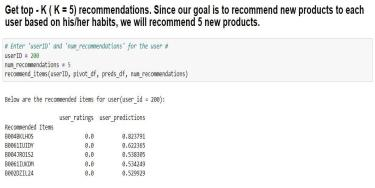 Get top - K ( K = 5) recommendations. Since our goal is to recommend new products to each
user based on his/her habits, we will recommend 5 new products.
# Enter 'userID' and 'num_recommendations' for the user #
userID = 200
num_recommendations = 5
recommend_items(userID, pivot_df, preds_df, num_recommendations)
Below are the recommended items for user(user_id = 200):
user_ratings user_predictions
Recommended Items
0.0 0.823791
B0061IUIDY 0.0 0.622365
B004JRO1S2 0.0 0.538305
B0061IUKDM 0.0 0.534249
B002DZIL24 0.0 0.529929